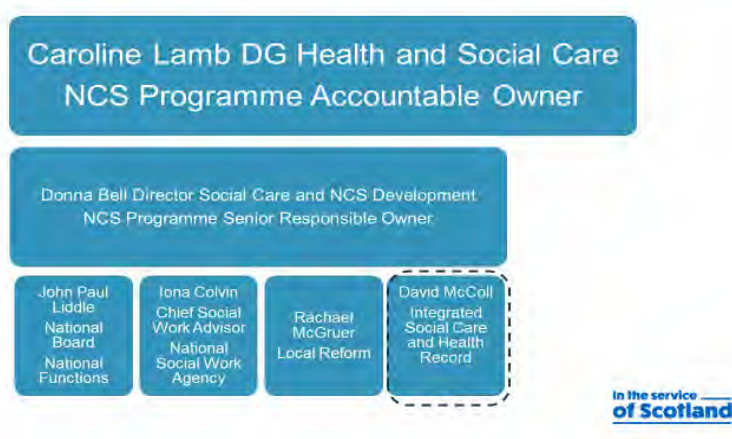 Caroline Lamb DG Health and Social Care
NCS Programme Accountable Owner
Donna Bell Director Social Care and NCS Development
NCS Programme Senior Responsible Owner
John Paul
Liddle
National
Board
National
Functions
Iona Colvin
Chief Social
Work Advisor
National
Social Work
Agency
Rachael
McGruer
Local Reform
David McColl
Integrated
Social Care
and Health
Record
In the service
of Scotland